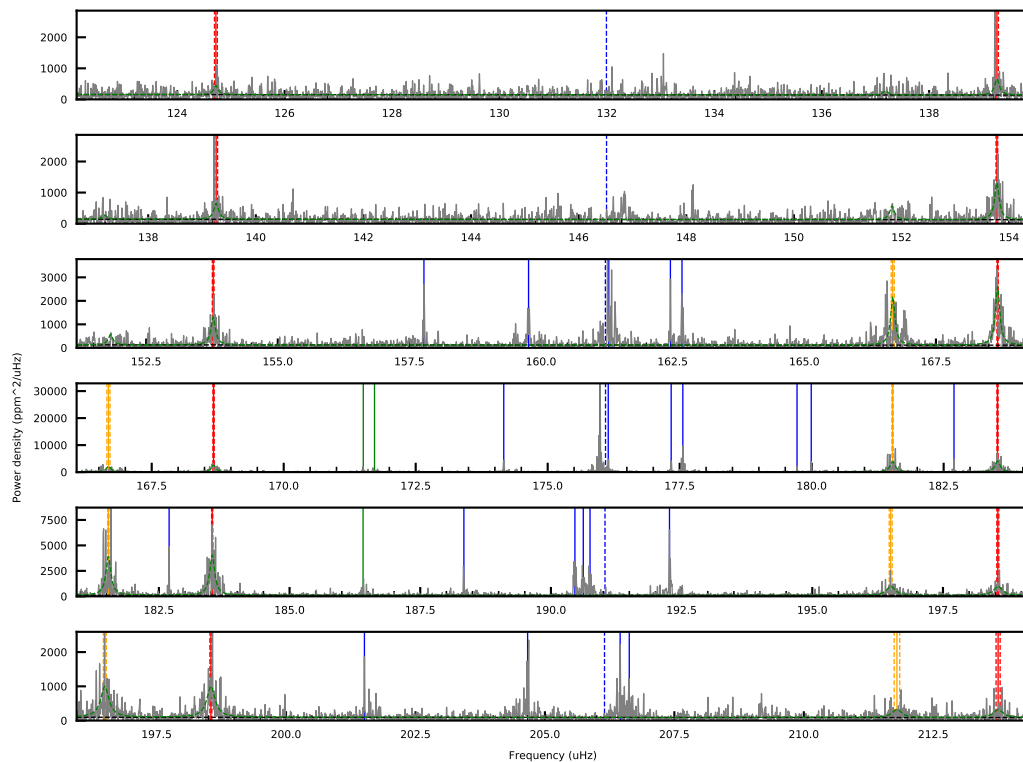 2000
1000
0
124 126 128 130 132 134 136 138
2000
1000
0
138 140 142 144 146 148 150 152 154
3000
2000
1000
0
152.5 155.0 157.5 160.0 162.5 165.0 167.5
Power density (ppm^2/uHz)
30000
20000
10000
0
167.5 170.0 172.5 175.0 177.5 180.0 182.5
7500
5000
2500
0
182.5 185.0 187.5 190.0 192.5 195.0 197.5
2000
1000
0
197.5 200.0 202.5 205.0 207.5 210.0 212.5
Frequency (uHz)